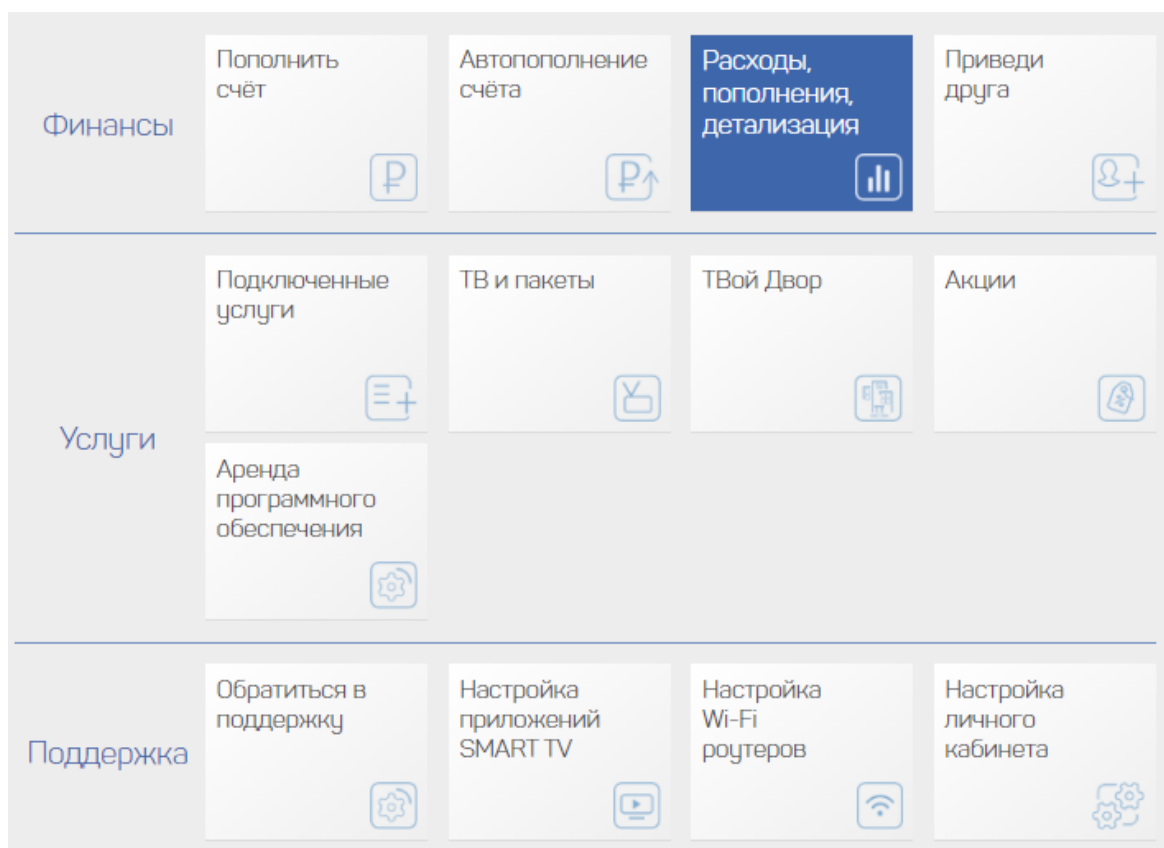 Финансы
Пополнить
счёт
Автопополнение
счёта
Расходы,
пополнения,
детализация
Приведи
друга
Услуги
Подключенные
услуги
ТВ и пакеты
ТВой Двор
Акции
Аренда
программного
обеспечения
Поддержка
Обратиться в
поддержку
Настройка
приложений
SMART TV
Настройка
Wi-Fi
роутеров
Настройка
личного
кабинета